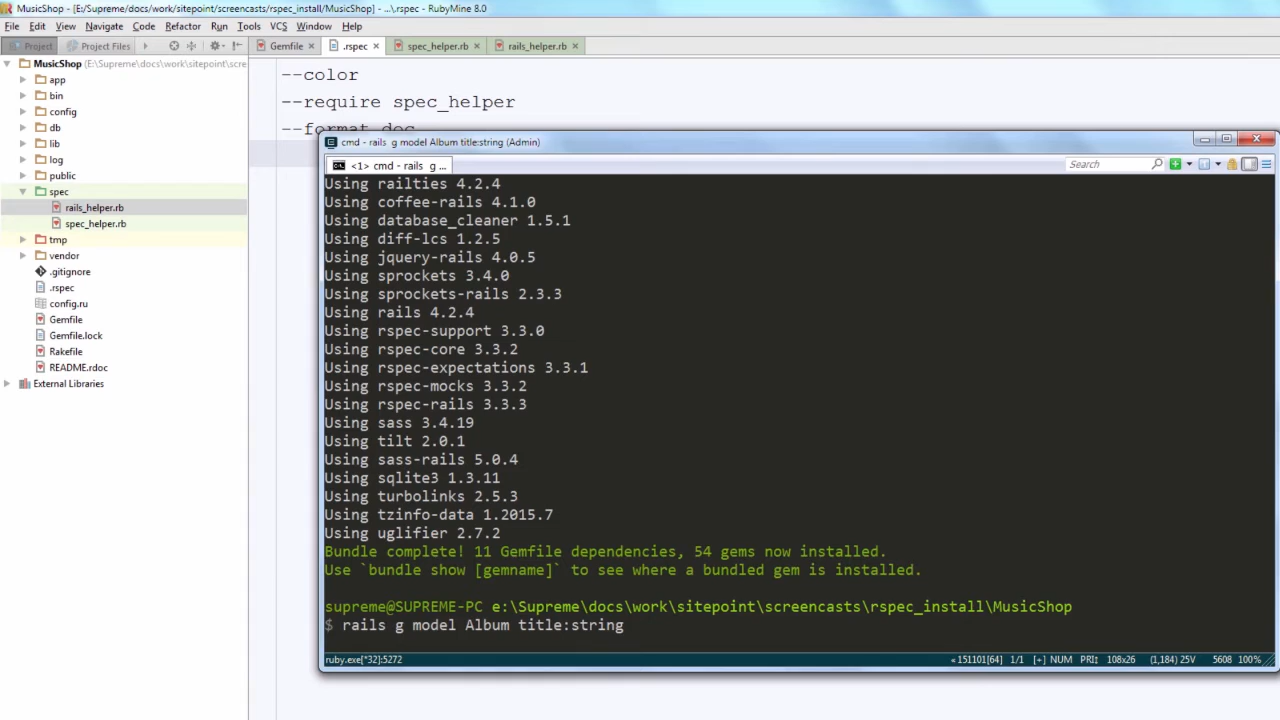 MusicShop - [E:/Supreme/docs/work/sitepoint/screencasts/rspec_install/MusicShop] - ...\.rspec - RubyMine 8.0
File Edit View Navigate Code Refactor Run Tools VCS Window Help
Project Project Files Gemfile .rspec spec_helper.rb rails_helper.rb
MusicShop (E:/Supreme/docs/work/sitepoint/scre
app
bin
config
db
lib
log
public
spec
rails_helper.rb
spec_helper.rb
tmp
vendor
.gitignore
.rspec
config.ru
Gemfile
Gemfile.lock
Rakefile
README.rdoc
External Libraries
--color
--require spec_helper
--format doc
cmd - rails g model Album title:string (Admin)
<1> cmd - rails g ... Search
Using railties 4.2.4
Using coffee-rails 4.1.0
Using database_cleaner 1.5.1
Using diff-lcs 1.2.5
Using jquery-rails 4.0.5
Using sprockets 3.4.0
Using sprockets-rails 2.3.3
Using rails 4.2.4
Using rspec-support 3.3.0
Using rspec-core 3.3.2
Using rspec-expectations 3.3.1
Using rspec-mocks 3.3.2
Using rspec-rails 3.3.3
Using sass 3.4.19
Using tilt 2.0.1
Using sass-rails 5.0.4
Using sqlite3 1.3.11
Using turbolinks 2.5.3
Using tzinfo-data 1.2015.7
Using uglifier 2.7.2
Bundle complete! 11 Gemfile dependencies, 54 gems now installed.
Use `bundle show [gemname]` to see where a bundled gem is installed.
supreme@SUPREME-PC e:\Supreme\docs\work\sitepoint\screencasts\rspec_install\MusicShop
$ rails g model Album title:string
ruby.exe[*32]:5272 «151101[64] 1/1 [+] NUM PRI↕ 108x26 (1,184) 25V 5608 100%